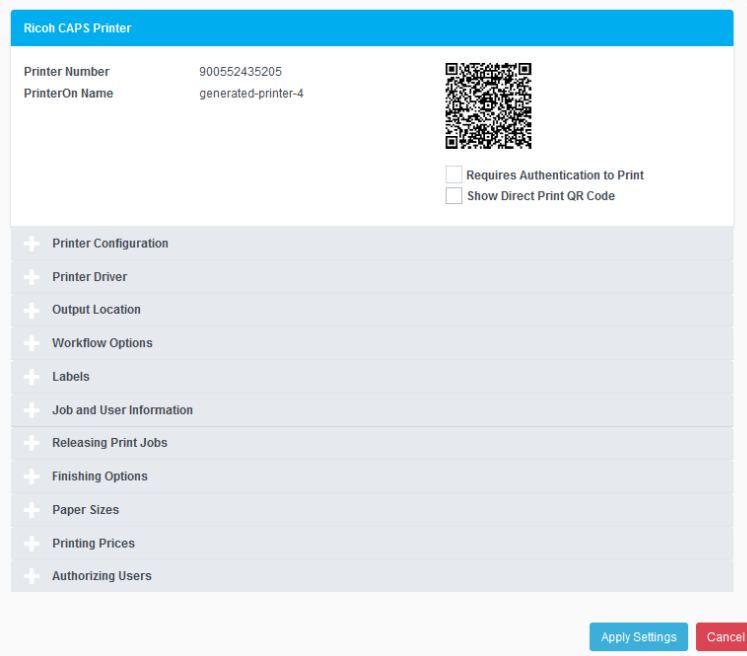 Ricoh CAPS Printer
Printer Number 900552435205
PrinterOn Name generated-printer-4
Requires Authentication to Print
Show Direct Print QR Code
Printer Configuration
Printer Driver
Output Location
Workflow Options
Labels
Job and User Information
Releasing Print Jobs
Finishing Options
Paper Sizes
Printing Prices
Authorizing Users
Apply Settings Cancel